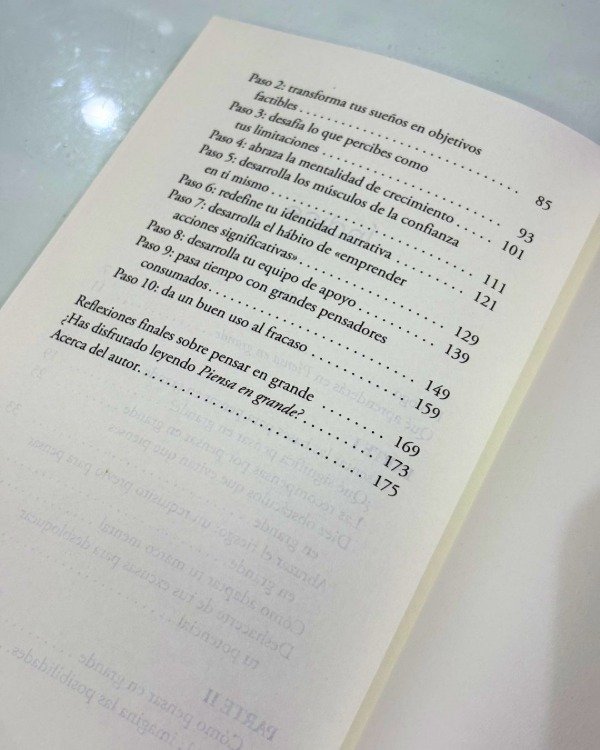 Paso 2: transforma tus sueños en objetivos
factibles . . . . . . . . . . . . . . . . . . . . 85
Paso 3: desafía lo que percibes como
tus limitaciones . . . . . . . . . . . . . . . . 93
Paso 4: abraza la mentalidad de crecimiento . . . . . 101
Paso 5: desarrolla los músculos de la confianza
en ti mismo . . . . . . . . . . . . . . . . . . 111
Paso 6: redefine tu identidad narrativa . . . . . . . 121
Paso 7: desarrolla el hábito de «emprender
acciones significativas» . . . . . . . . . . . . 129
Paso 8: desarrolla tu equipo de apoyo . . . . . . . . 139
Paso 9: pasa tiempo con grandes pensadores
consumados . . . . . . . . . . . . . . . . . . 149
Paso 10: da un buen uso al fracaso . . . . . . . . . 159
Reflexiones finales sobre pensar en grande . . . . . . 169
¿Has disfrutado leyendo Piensa en grande? . . . . . . 173
Acerca del autor. . . . . . . . . . . . . . . . . . . 175